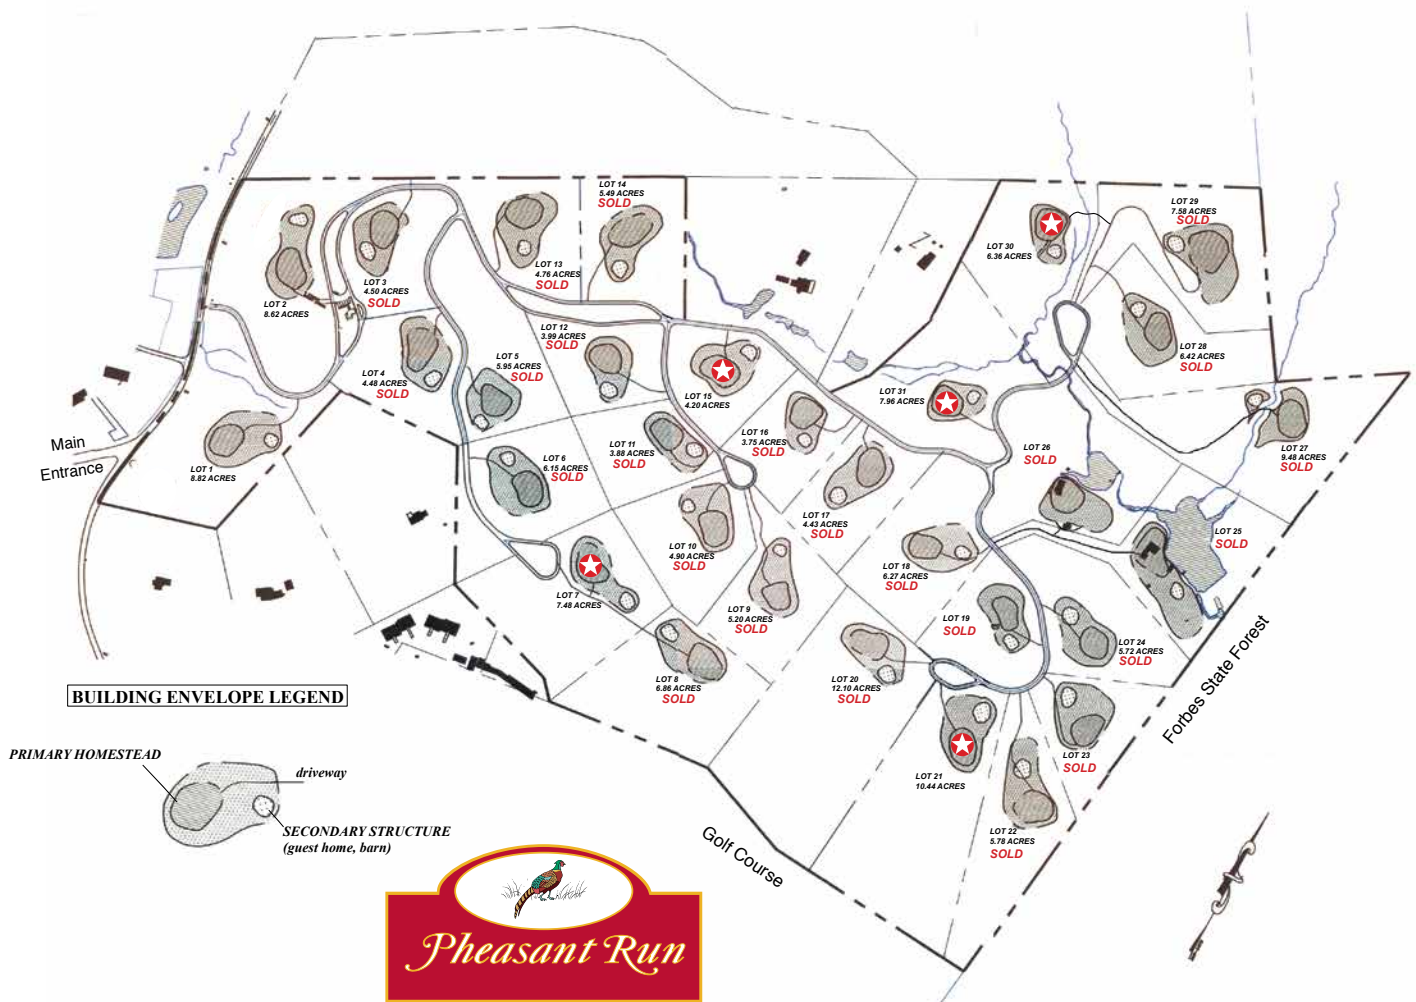 LOT 14
5.49 ACRES
SOLD
LOT 29
7.58 ACRES
SOLD
LOT 30
6.36 ACRES
LOT 13
4.76 ACRES
SOLD
LOT 3
4.50 ACRES
SOLD
LOT 2
8.62 ACRES
LOT 12
3.99 ACRES
SOLD
LOT 28
6.42 ACRES
SOLD
LOT 5
5.95 ACRES
SOLD
LOT 4
4.48 ACRES
SOLD
LOT 15
4.20 ACRES
LOT 31
7.96 ACRES
LOT 16
3.75 ACRES
SOLD
LOT 11
3.88 ACRES
SOLD
LOT 26
SOLD
LOT 27
9.48 ACRES
SOLD
Main
Entrance
LOT 1
8.82 ACRES
LOT 6
6.15 ACRES
SOLD
LOT 17
4.43 ACRES
SOLD
LOT 25
SOLD
LOT 10
4.90 ACRES
SOLD
LOT 18
6.27 ACRES
SOLD
LOT 7
7.48 ACRES
LOT 9
5.20 ACRES
SOLD
LOT 19
SOLD
LOT 24
5.72 ACRES
SOLD
LOT 8
6.86 ACRES
SOLD
LOT 20
12.10 ACRES
SOLD
Forbes State Forest
BUILDING ENVELOPE LEGEND
PRIMARY HOMESTEAD
driveway
SECONDARY STRUCTURE
(guest home, barn)
LOT 23
SOLD
LOT 21
10.44 ACRES
LOT 22
5.78 ACRES
SOLD
Golf Course
Pheasant Run